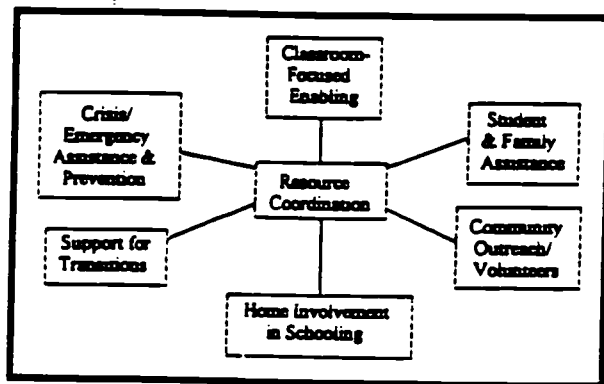 Classroom-
Focused
Enabling
Crisis/
Emergency
Assistance &
Prevention
Student
& Family
Assistance
Resource
Coordination
Support for
Transitions
Community
Outreach/
Volunteers
Home Involvement
in Schooling